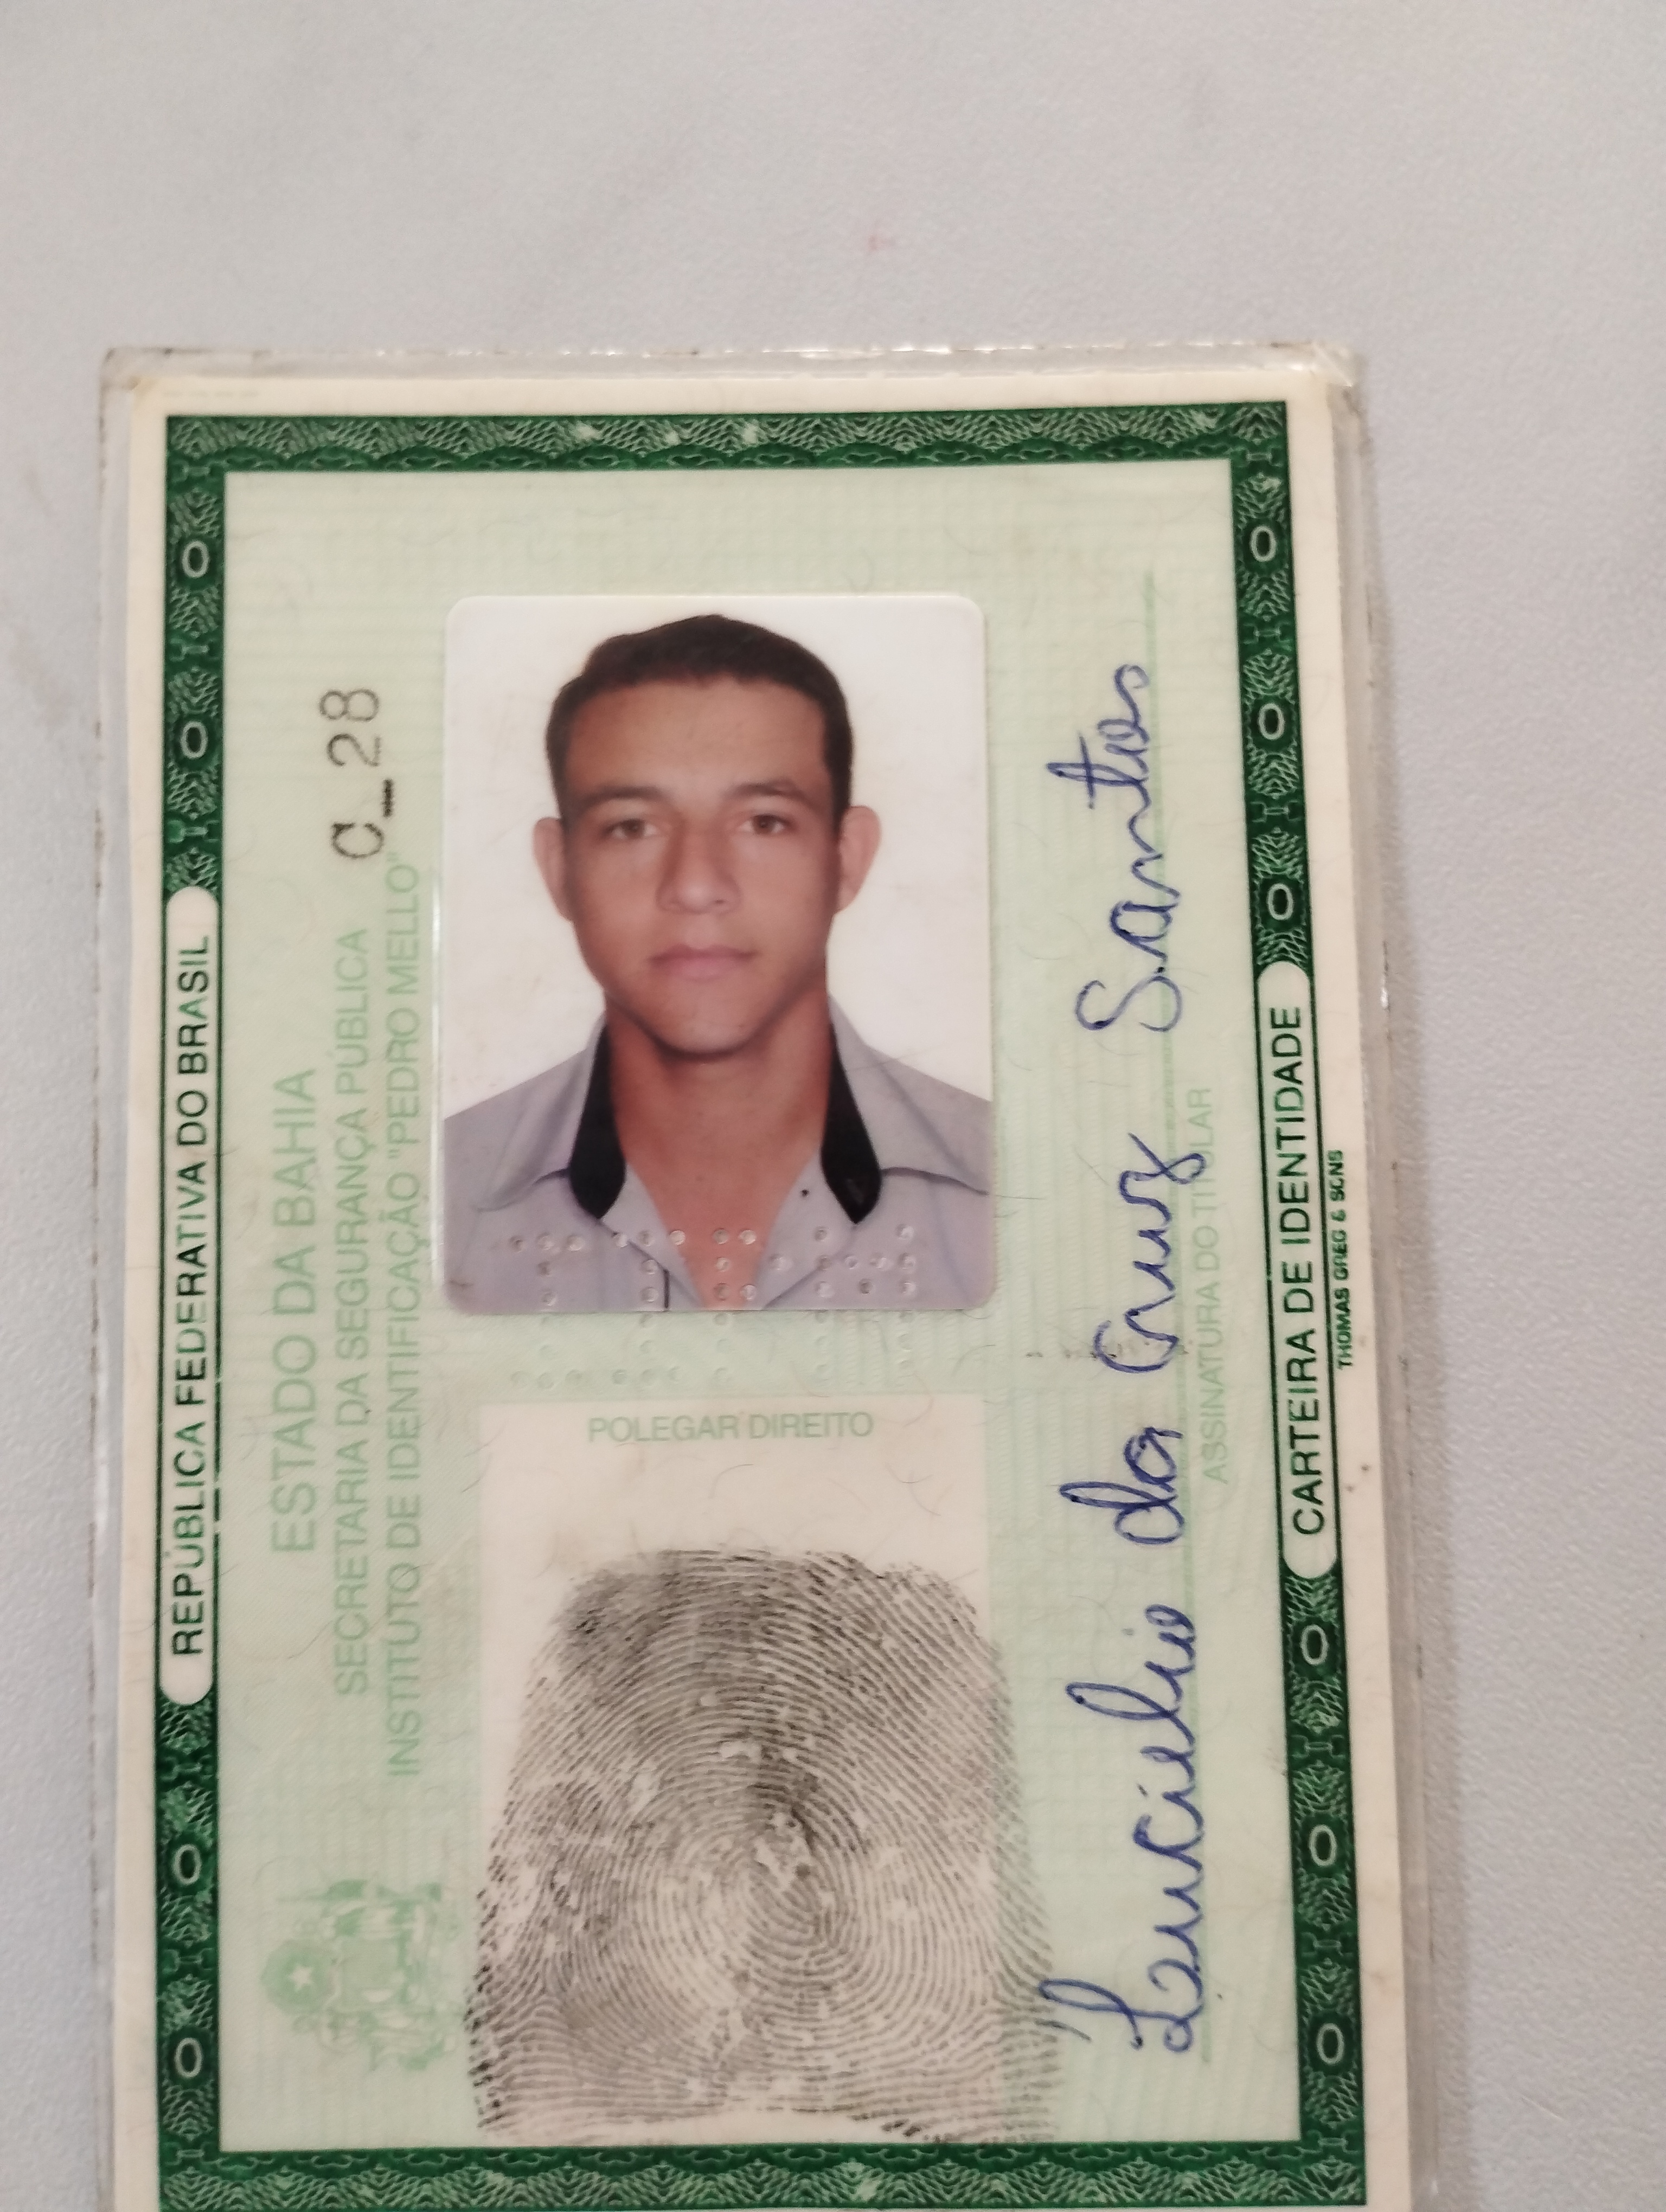 REPÚBLICA FEDERATIVA DO BRASIL
ESTADO DA BAHIA
SECRETARIA DA SEGURANÇA PÚBLICA
INSTITUTO DE IDENTIFICAÇÃO "PEDRO MELLO"
C_28
POLEGAR DIREITO
Lucielio da Cruz Santos
ASSINATURA DO TITULAR
CARTEIRA DE IDENTIDADE
THOMAS GREG & SONS